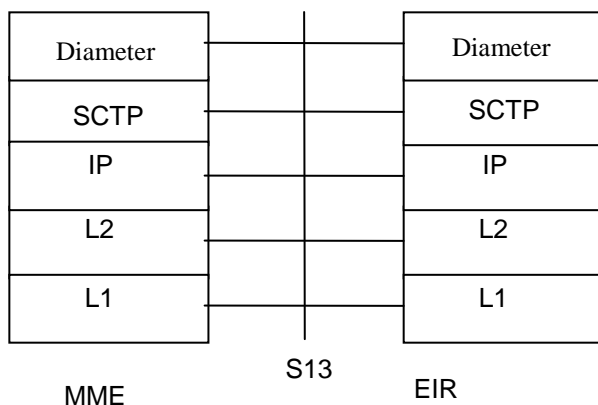 Diameter Diameter
SCTP SCTP
IP IP
L2 L2
L1 L1
S13
MME EIR